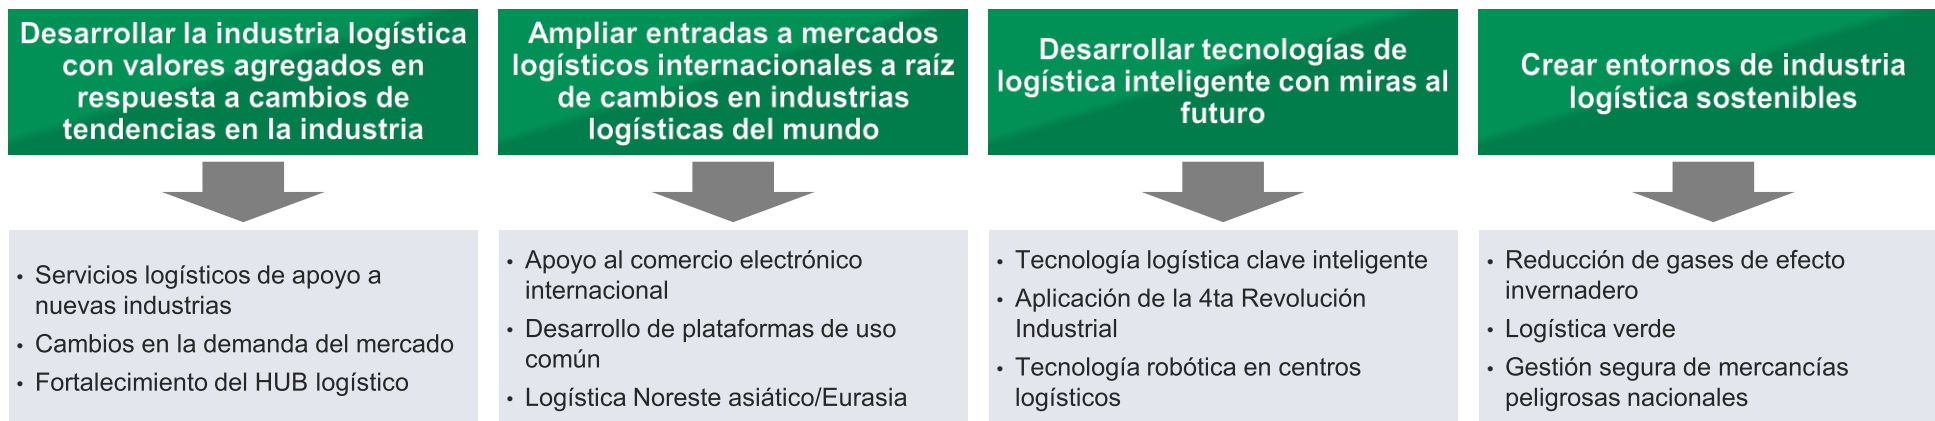 Desarrollar la industria logística
con valores agregados en
respuesta a cambios de
tendencias en la industria
• Servicios logísticos de apoyo a
nuevas industrias
• Cambios en la demanda del mercado
• Fortalecimiento del HUB logístico
Ampliar entradas a mercados
logísticos internacionales a raíz
de cambios en industrias
logísticas del mundo
• Apoyo al comercio electrónico
internacional
• Desarrollo de plataformas de uso
común
• Logística Noreste asiático/Eurasia
Desarrollar tecnologías de
logística inteligente con miras al
futuro
• Tecnología logística clave inteligente
• Aplicación de la 4ta Revolución
Industrial
• Tecnología robótica en centros
logísticos
Crear entornos de industria
logística sostenibles
• Reducción de gases de efecto
invernadero
• Logística verde
• Gestión segura de mercancías
peligrosas nacionales